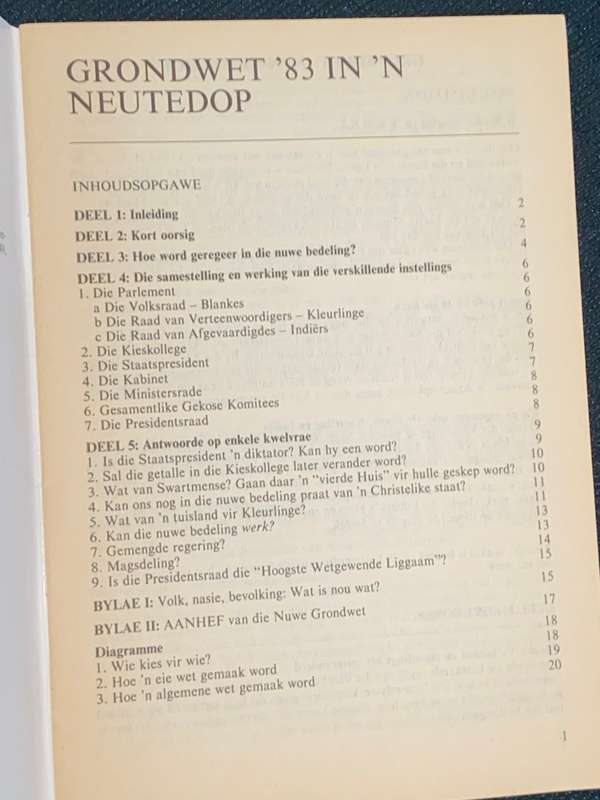 GRONDWET ’83 IN ’N
NEUTEDOP
INHOUDSOPGAWE
DEEL 1: Inleiding 2
DEEL 2: Kort oorsig 2
DEEL 3: Hoe word geregeer in die nuwe bedeling? 4
DEEL 4: Die samestelling en werking van die verskillende instellings 6
1. Die Parlement 6
a Die Volksraad – Blankes 6
b Die Raad van Verteenwoordigers – Kleurlinge 6
c Die Raad van Afgevaardigdes – Indiërs 6
2. Die Kieskollege 6
3. Die Staatspresident 7
4. Die Kabinet 7
5. Die Ministersrade 8
6. Gesamentlike Gekose Komitees 8
7. Die Presidentsraad 8
DEEL 5: Antwoorde op enkele kwelvrae 9
1. Is die Staatspresident ’n diktator? Kan hy een word? 9
2. Sal die getalle in die Kieskollege later verander word? 10
3. Wat van Swartmense? Gaan daar ’n “vierde Huis” vir hulle geskep word? 10
4. Kan ons nog in die nuwe bedeling praat van ’n Christelike staat? 11
5. Wat van ’n tuisland vir Kleurlinge? 11
6. Kan die nuwe bedeling werk? 13
7. Gemengde regering? 13
8. Magsdeling? 14
9. Is die Presidentsraad die “Hoogste Wetgewende Liggaam”? 15
BYLAE I: Volk, nasie, bevolking: Wat is nou wat? 15
BYLAE II: AANHEF van die Nuwe Grondwet 17
Diagramme 18
1. Wie kies vir wie? 18
2. Hoe ’n eie wet gemaak word 19
3. Hoe ’n algemene wet gemaak word 20
1